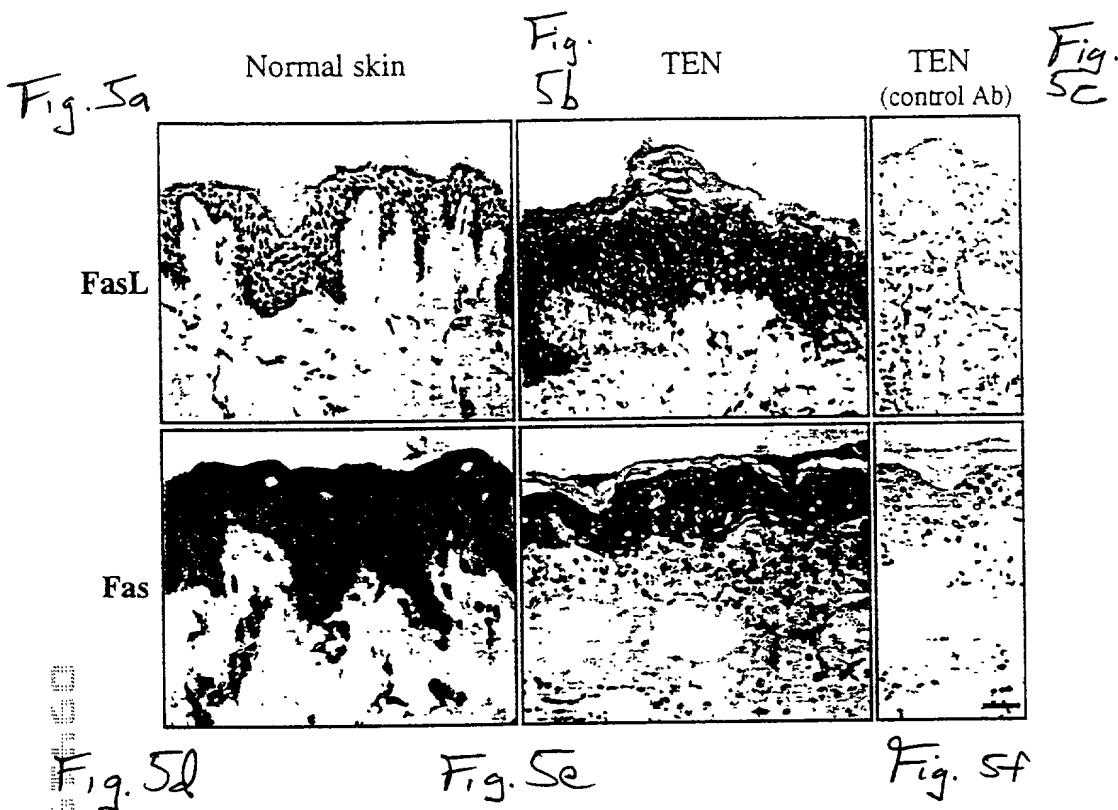 Fig. 5a
Normal skin
Fig. 5b
TEN
TEN
(control Ab)
Fig. 5c
FasL
Fas
Fig. 5d
Fig. 5e
Fig. 5f